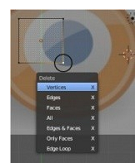 Delete
Vertices X
Edges X
Faces X
All X
Edges & Faces X
Only Faces X
Edge Loop X